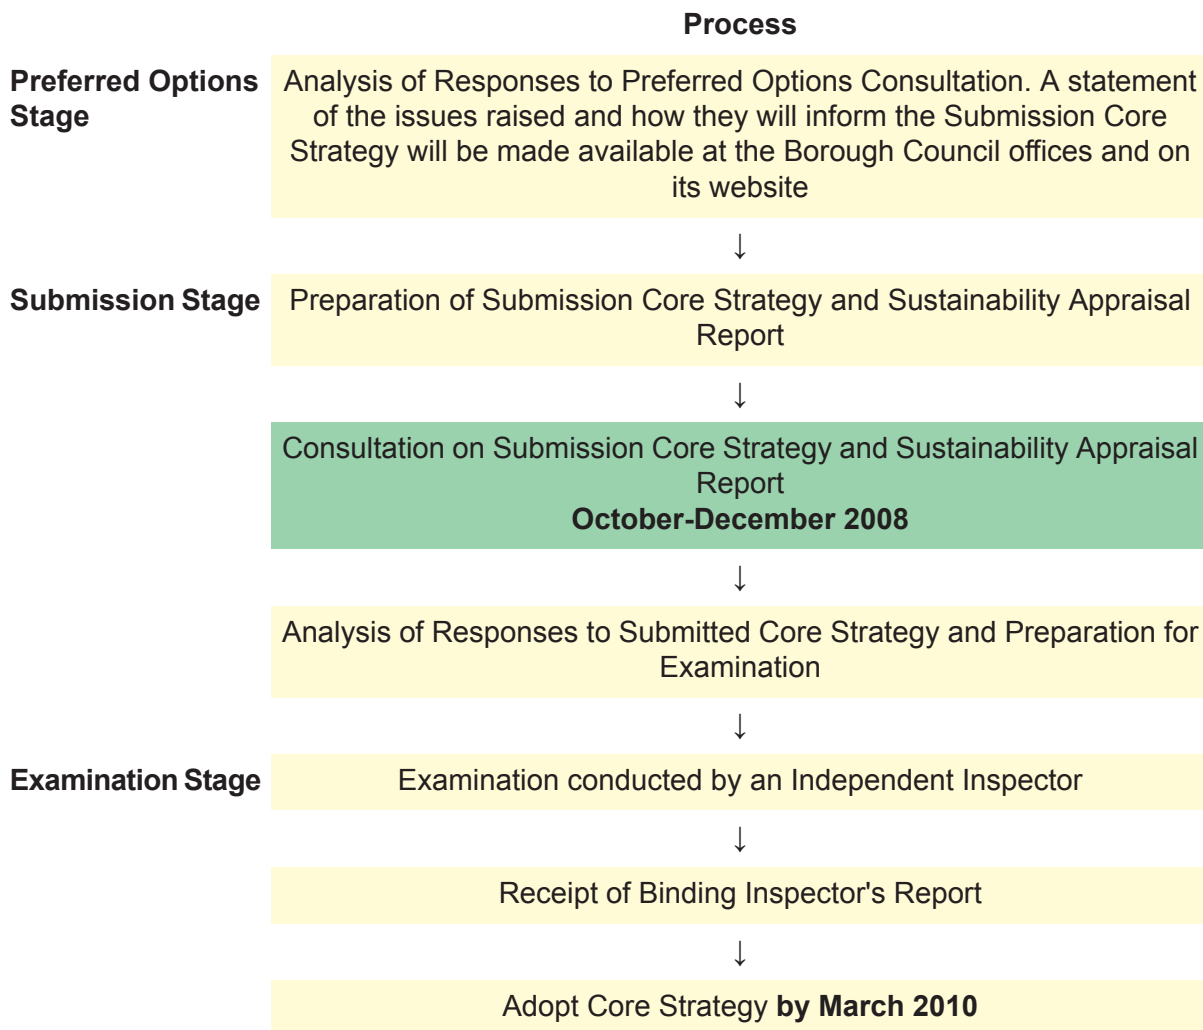 Process
Preferred Options
Stage
Analysis of Responses to Preferred Options Consultation. A statement
of the issues raised and how they will inform the Submission Core
Strategy will be made available at the Borough Council offices and on
its website
↓
Submission Stage
Preparation of Submission Core Strategy and Sustainability Appraisal
Report
↓
Consultation on Submission Core Strategy and Sustainability Appraisal
Report
October-December 2008
↓
Analysis of Responses to Submitted Core Strategy and Preparation for
Examination
↓
Examination Stage
Examination conducted by an Independent Inspector
↓
Receipt of Binding Inspector's Report
↓
Adopt Core Strategy by March 2010